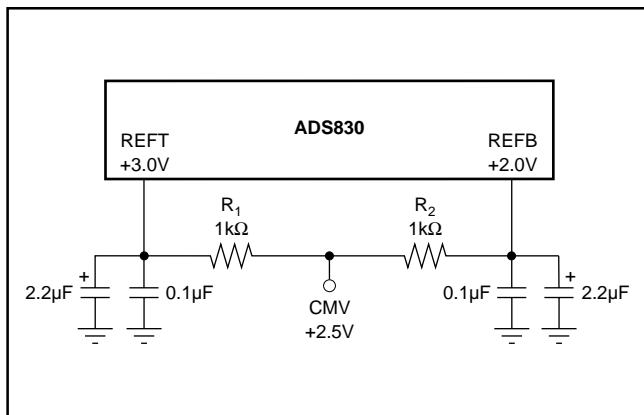 ADS830
REFT
+3.0V
REFB
+2.0V
R1
1kΩ
R2
1kΩ
+
2.2µF
0.1µF
CMV
+2.5V
0.1µF
+
2.2µF